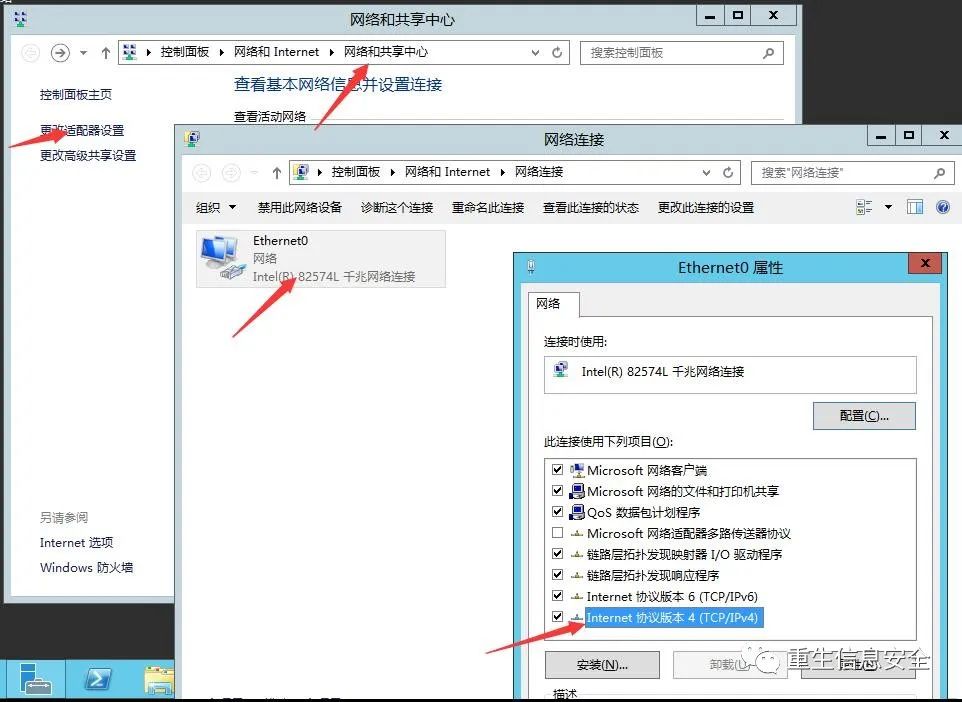 网络和共享中心
控制面板 网络和 Internet 网络和共享中心
搜索控制面板
控制面板主页
更改适配器设置
更改高级共享设置
查看基本网络信息并设置连接
查看活动网络
另请参阅
Internet 选项
Windows 防火墙
网络连接
控制面板 网络和 Internet 网络连接
搜索"网络连接"
组织 禁用此网络设备 诊断这个连接 重命名此连接 查看此连接的状态 更改此连接的设置
Ethernet0
网络
Intel(R) 82574L 千兆网络连接
Ethernet0 属性
网络
连接时使用:
Intel(R) 82574L 千兆网络连接
配置(C)...
此连接使用下列项目(O):
Microsoft 网络客户端
Microsoft 网络的文件和打印机共享
QoS 数据包计划程序
Microsoft 网络适配器多路传送器协议
链路层拓扑发现映射器 I/O 驱动程序
链路层拓扑发现响应程序
Internet 协议版本 6 (TCP/IPv6)
Internet 协议版本 4 (TCP/IPv4)
安装(N)...
卸载(U)
重生信息安全
描述